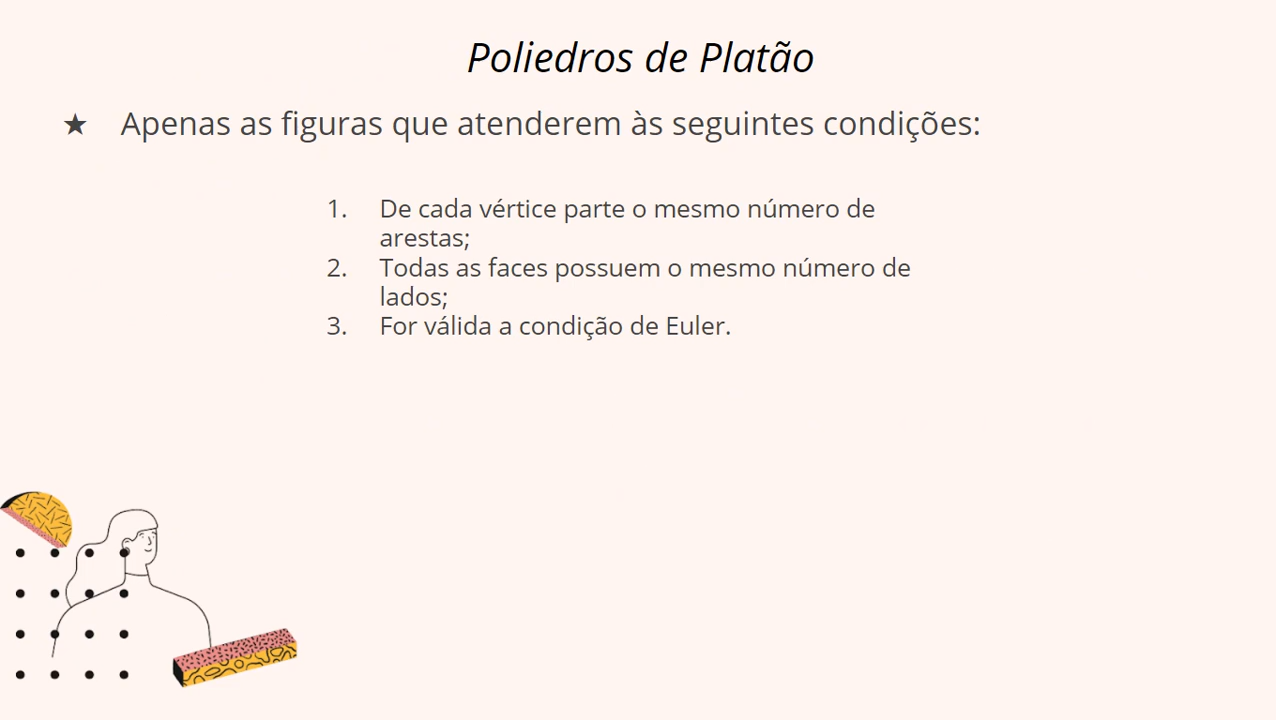 Poliedros de Platão
★ Apenas as figuras que atenderem às seguintes condições:
1. De cada vértice parte o mesmo número de
arestas;
2. Todas as faces possuem o mesmo número de
lados;
3. For válida a condição de Euler.